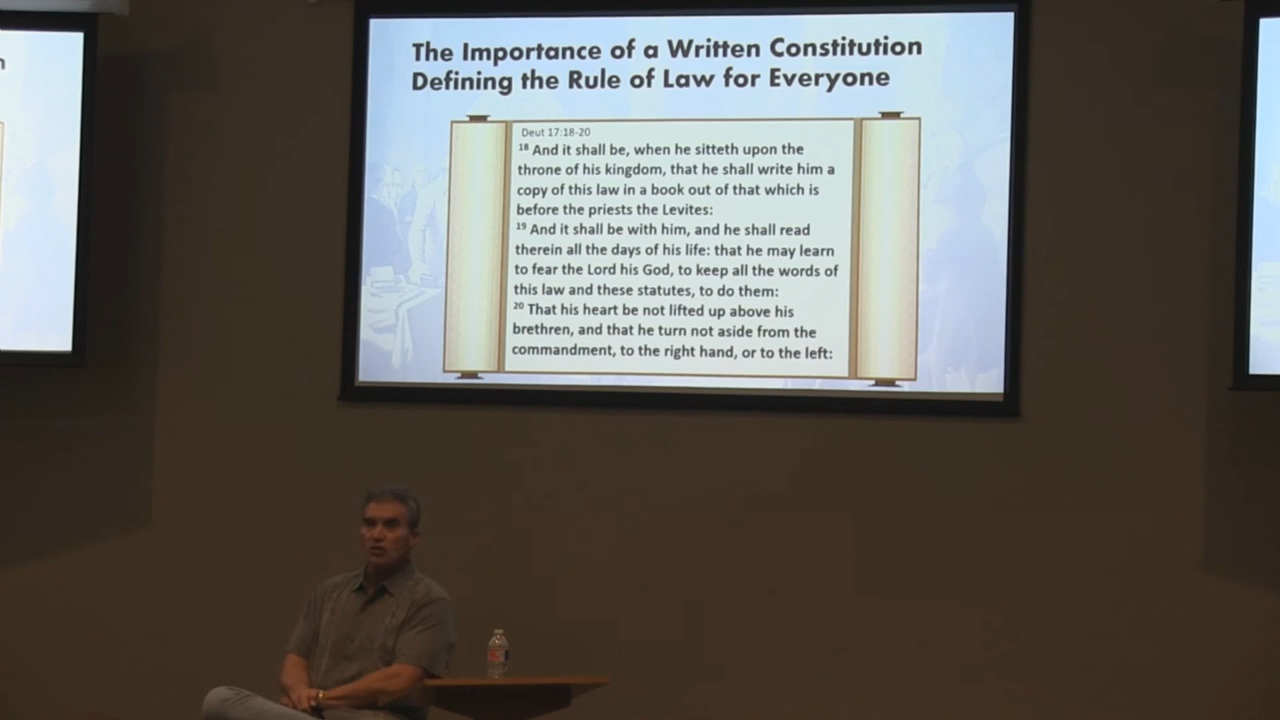 The Importance of a Written Constitution
Defining the Rule of Law for Everyone
Deut 17:18-20
18 And it shall be, when he sitteth upon the
throne of his kingdom, that he shall write him a
copy of this law in a book out of that which is
before the priests the Levites:
19 And it shall be with him, and he shall read
therein all the days of his life: that he may learn
to fear the Lord his God, to keep all the words of
this law and these statutes, to do them:
20 That his heart be not lifted up above his
brethren, and that he turn not aside from the
commandment, to the right hand, or to the left: